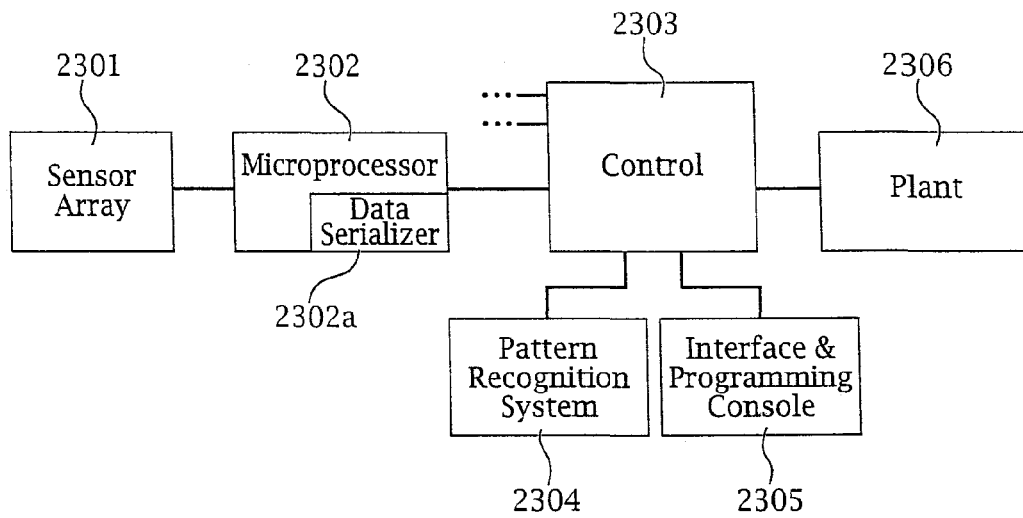 2303
2301
2302
2306
Sensor
Array
Microprocessor
Data
Serializer
Control
Plant
2302a
Pattern
Recognition
System
Interface &
Programming
Console
2304
2305